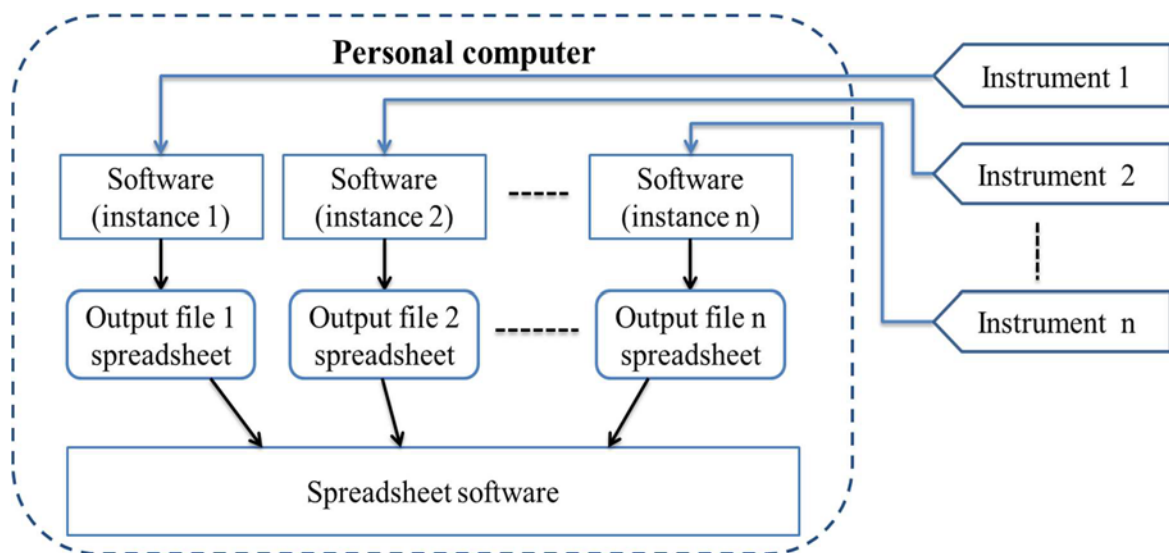 Personal computer
Instrument 1
Instrument 2
Instrument n
Software
(instance 1)
Software
(instance 2)
Software
(instance n)
Output file 1
spreadsheet
Output file 2
spreadsheet
Output file n
spreadsheet
Spreadsheet software